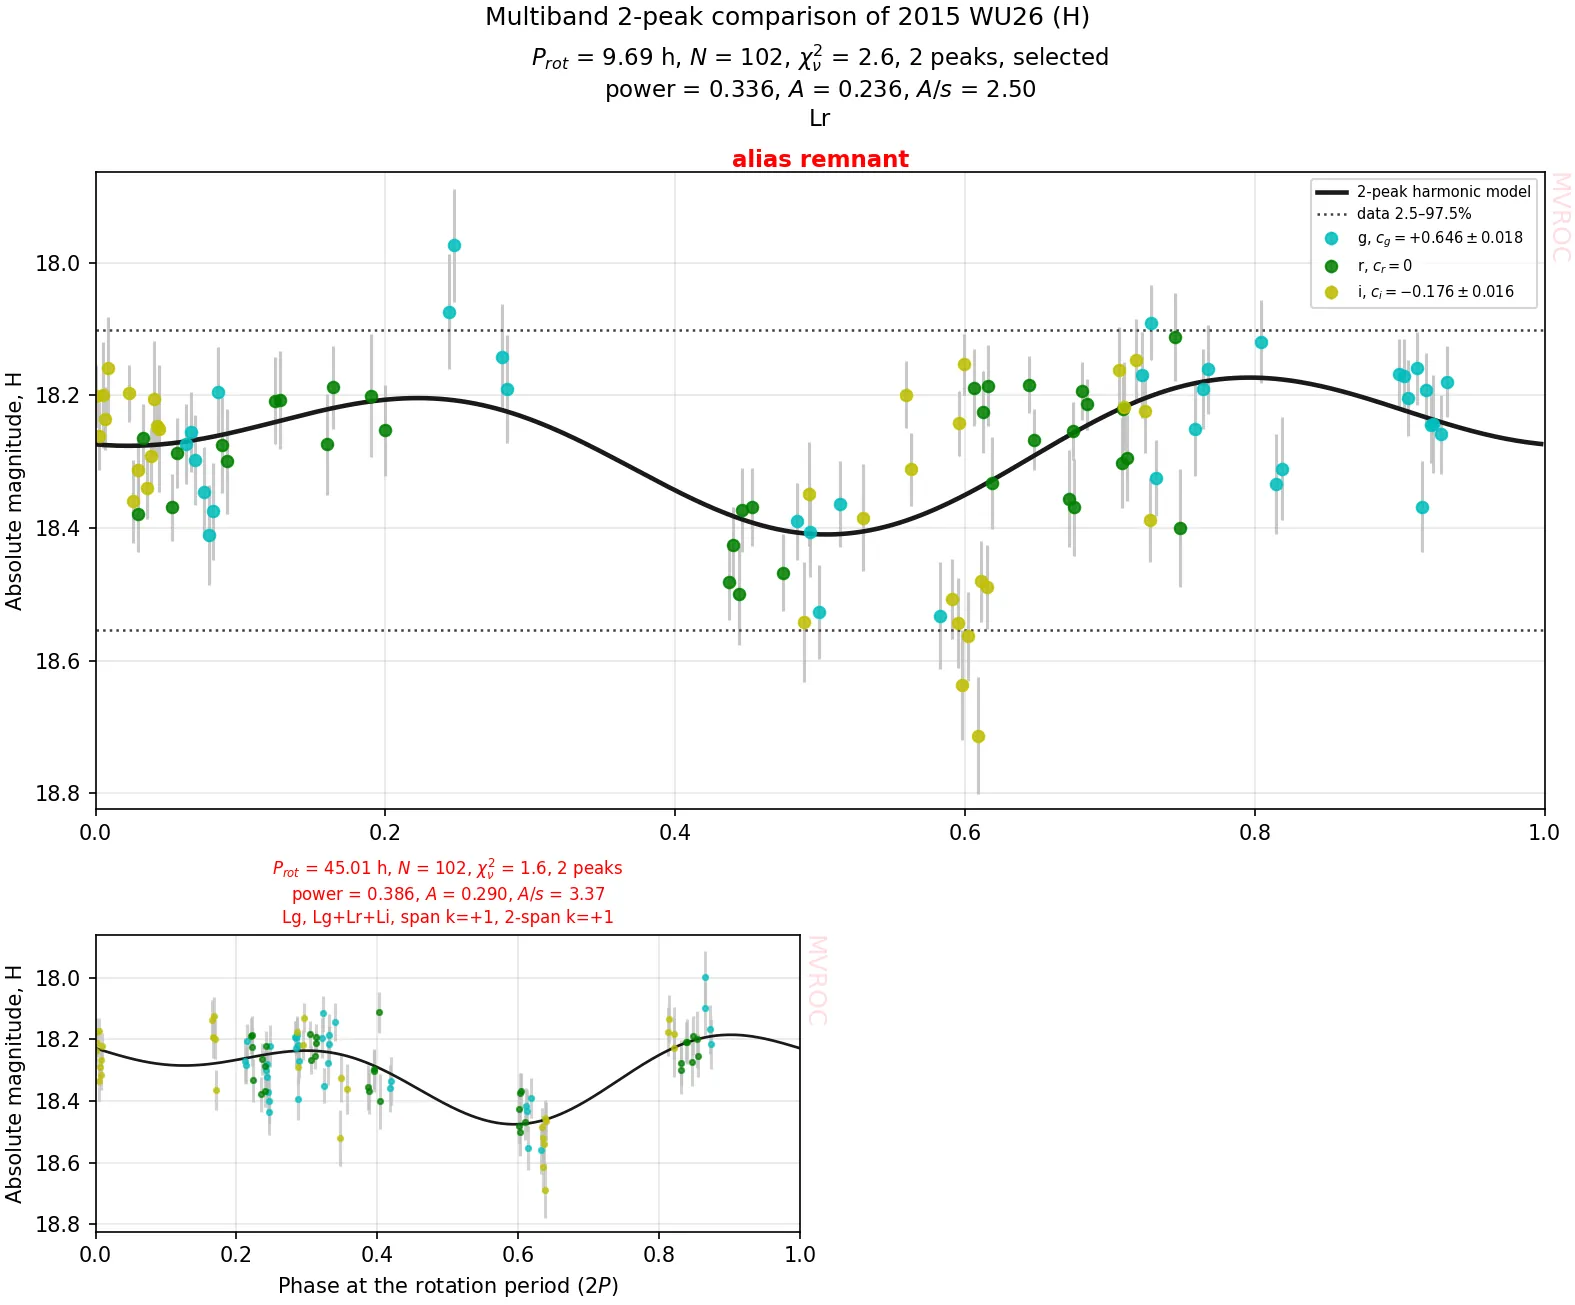 Multiband 2-peak comparison of 2015 WU26 (H)
P_rot = 9.69 h, N = 102, χ²_ν = 2.6, 2 peaks, selected
power = 0.336, A = 0.236, A/s = 2.50
Lr
alias remnant
2-peak harmonic model
data 2.5–97.5%
g, c_g = +0.646 ± 0.018
r, c_r = 0
i, c_i = −0.176 ± 0.016
MVROC
Absolute magnitude, H
18.0
18.2
18.4
18.6
18.8
0.0 0.2 0.4 0.6 0.8 1.0
P_rot = 45.01 h, N = 102, χ²_ν = 1.6, 2 peaks
power = 0.386, A = 0.290, A/s = 3.37
Lg, Lg+Lr+Li, span k=+1, 2-span k=+1
MVROC
Absolute magnitude, H
18.0
18.2
18.4
18.6
18.8
0.0 0.2 0.4 0.6 0.8 1.0
Phase at the rotation period (2P)